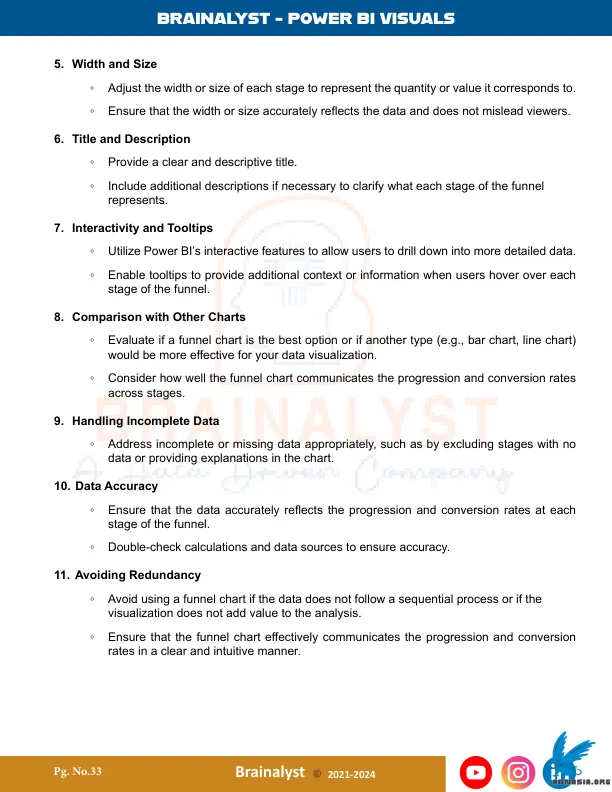 BRAINALYST - POWER BI VISUALS
5. Width and Size
◦ Adjust the width or size of each stage to represent the quantity or value it corresponds to.
◦ Ensure that the width or size accurately reflects the data and does not mislead viewers.
6. Title and Description
◦ Provide a clear and descriptive title.
◦ Include additional descriptions if necessary to clarify what each stage of the funnel
represents.
7. Interactivity and Tooltips
◦ Utilize Power BI's interactive features to allow users to drill down into more detailed data.
◦ Enable tooltips to provide additional context or information when users hover over each
stage of the funnel.
8. Comparison with Other Charts
◦ Evaluate if a funnel chart is the best option or if another type (e.g., bar chart, line chart)
would be more effective for your data visualization.
◦ Consider how well the funnel chart communicates the progression and conversion rates
across stages.
BRAINALYST
9. Handling Incomplete Data
◦ Address incomplete or missing data appropriately, such as by excluding stages with no
data or providing explanations in the chart.
A Data Driven Company
10. Data Accuracy
◦ Ensure that the data accurately reflects the progression and conversion rates at each
stage of the funnel.
◦ Double-check calculations and data sources to ensure accuracy.
11. Avoiding Redundancy
◦ Avoid using a funnel chart if the data does not follow a sequential process or if the
visualization does not add value to the analysis.
◦ Ensure that the funnel chart effectively communicates the progression and conversion
rates in a clear and intuitive manner.
Pg. No.33
Brainalyst © 2021-2024
in